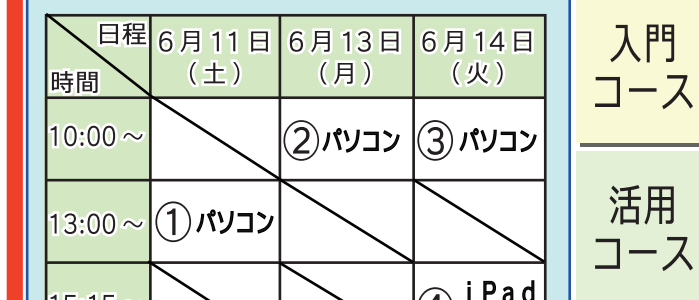 日程
時間
6月11日
（土）
6月13日
（月）
6月14日
（火）
10:00～
②パソコン
③パソコン
13:00～
①パソコン
iPad
入門
コース
活用
コース